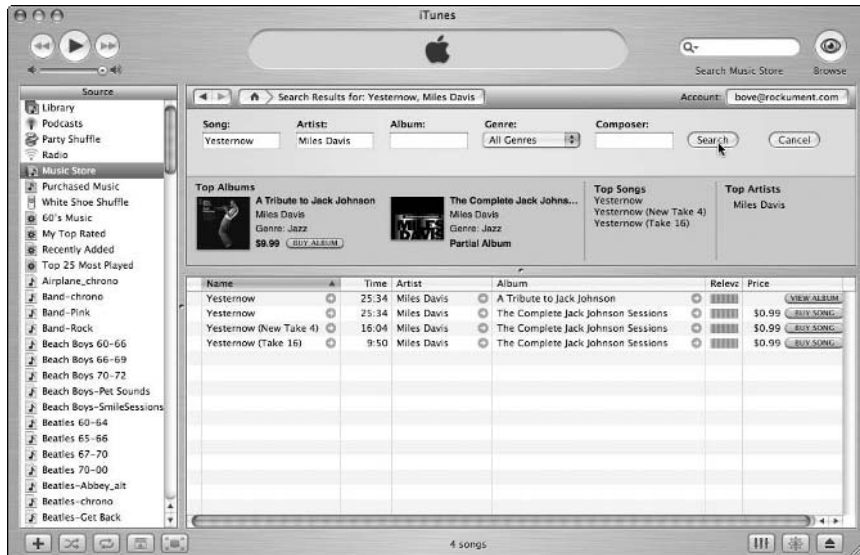 iTunes
Search Music Store
Browse
Source
Library
Podcasts
Party Shuffle
Radio
Music Store
Purchased Music
White Shoe Shuffle
60's Music
My Top Rated
Recently Added
Top 25 Most Played
Airplane_chrono
Band-chrono
Band-Pink
Band-Rock
Beach Boys 60-66
Beach Boys 66-69
Beach Boys 70-72
Beach Boys-Pet Sounds
Beach Boys-SmileSessions
Beatles 60-64
Beatles 65-66
Beatles 67-70
Beatles 70-00
Beatles-Abbey_alt
Beatles-chrono
Beatles-Get Back
Search Results for: Yesternow, Miles Davis
Account: bove@rockument.com
Song: Artist: Album: Genre: Composer:
Yesternow Miles Davis All Genres Search Cancel
Top Albums
A Tribute to Jack Johnson
Miles Davis
Genre: Jazz
$9.99 BUY ALBUM
MILES DAVIS
The Complete Jack Johns...
Miles Davis
Genre: Jazz
Partial Album
Top Songs
Yesternow
Yesternow (New Take 4)
Yesternow (Take 16)
Top Artists
Miles Davis
Name Time Artist Album Releva Price
Yesternow 25:34 Miles Davis A Tribute to Jack Johnson VIEW ALBUM
Yesternow 25:34 Miles Davis The Complete Jack Johnson Sessions $0.99 BUY SONG
Yesternow (New Take 4) 16:04 Miles Davis The Complete Jack Johnson Sessions $0.99 BUY SONG
Yesternow (Take 16) 9:50 Miles Davis The Complete Jack Johnson Sessions $0.99 BUY SONG
4 songs